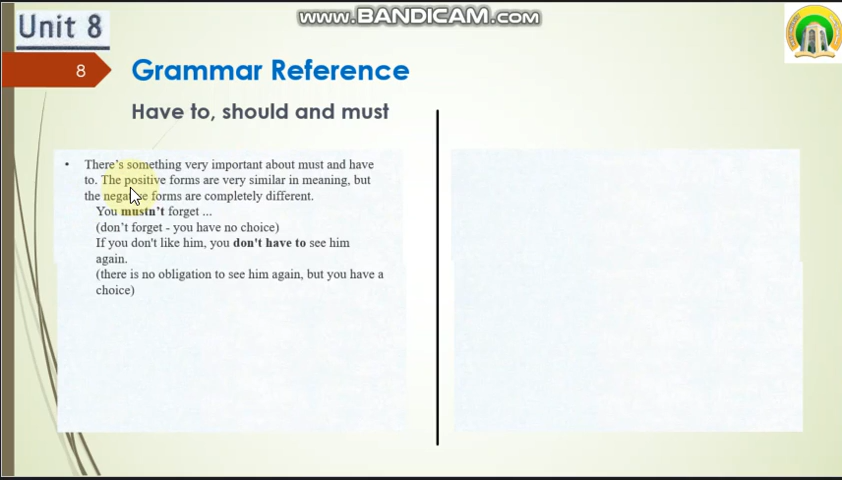 www.BANDICAM.com
Unit 8
8
Grammar Reference
Have to, should and must
• There's something very important about must and have
to. The positive forms are very similar in meaning, but
the negative forms are completely different.
You mustn't forget ...
(don't forget - you have no choice)
If you don't like him, you don't have to see him
again.
(there is no obligation to see him again, but you have a
choice)